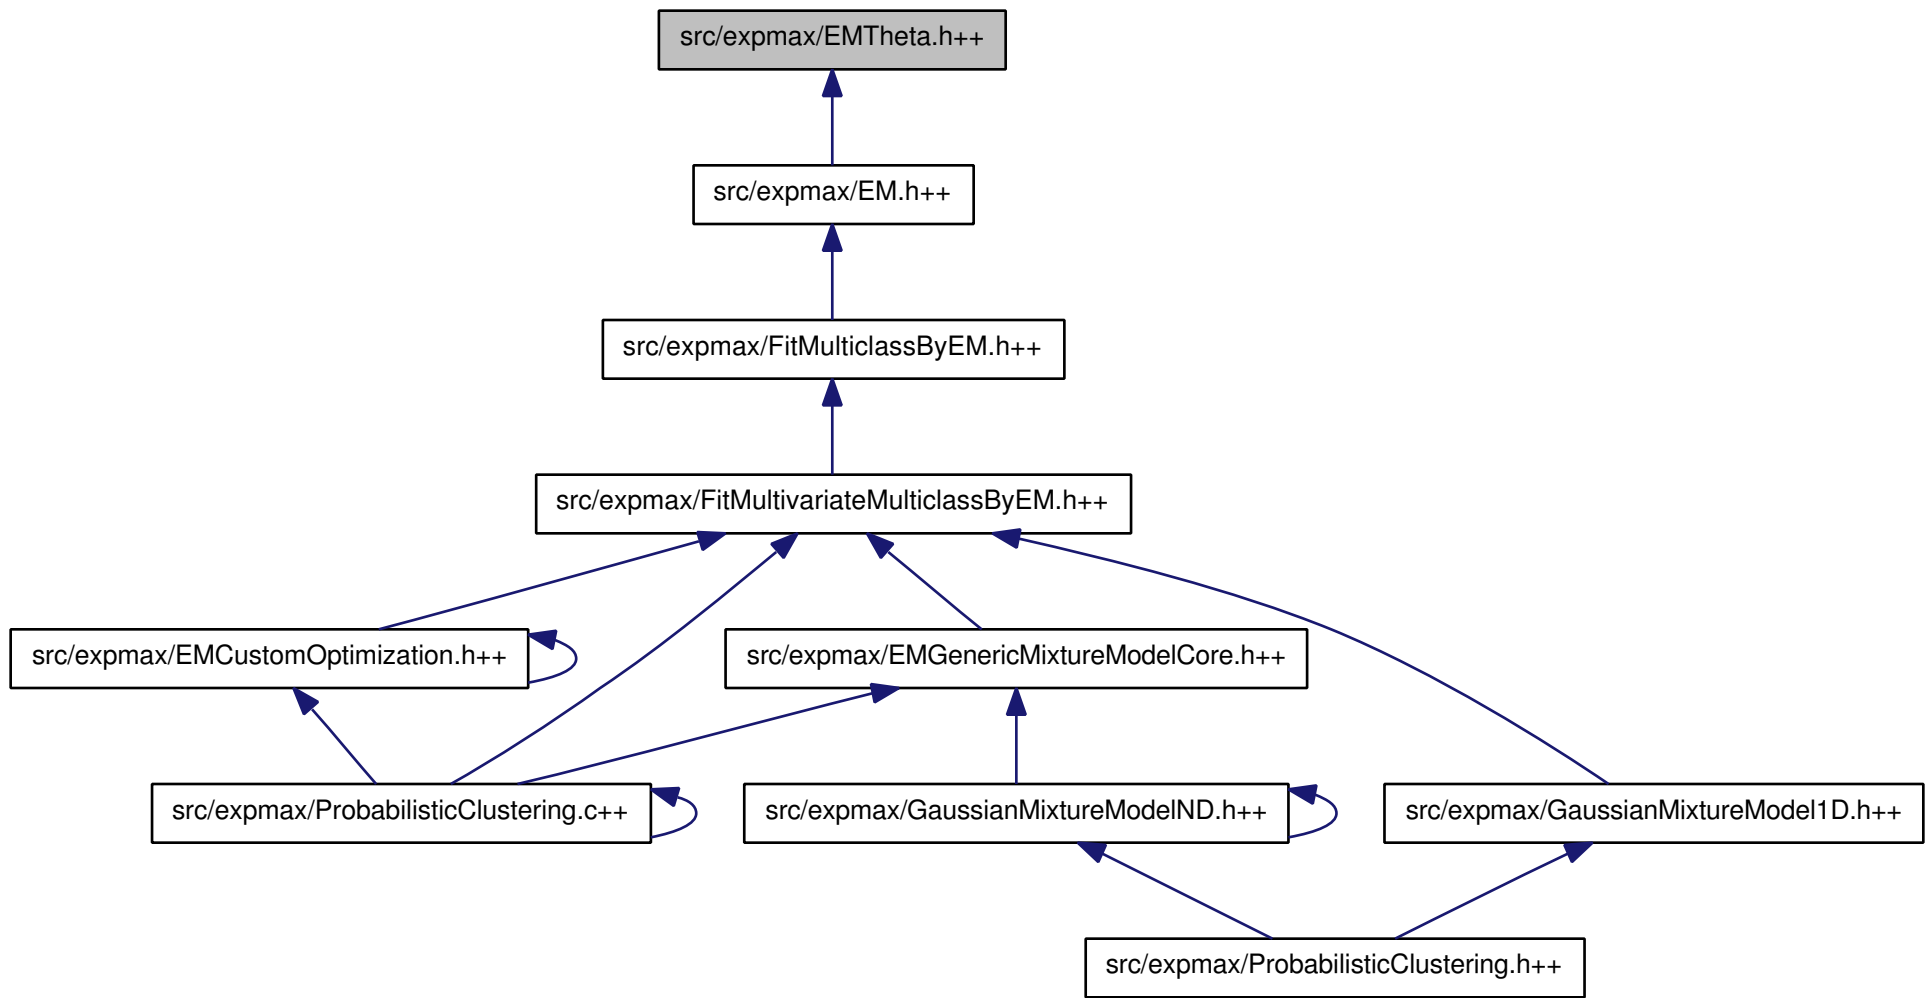 src/expmax/EMTheta.h++
src/expmax/EM.h++
src/expmax/FitMulticlassByEM.h++
src/expmax/FitMultivariateMulticlassByEM.h++
src/expmax/EMCustomOptimization.h++
src/expmax/EMGenericMixtureModelCore.h++
src/expmax/ProbabilisticClustering.c++
src/expmax/GaussianMixtureModelND.h++
src/expmax/GaussianMixtureModel1D.h++
src/expmax/ProbabilisticClustering.h++